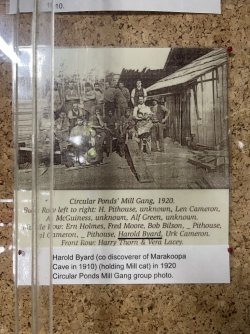 10.
Circular Ponds' Mill Gang, 1920.
Row left to right: H. Pithouse, unknown, Len Cameron,
McGuiness, unknown, Alf Green, unknown.
Row: Ern Holmes, Fred Moore, Bob Bilson, _ Pithouse,
Cameron, _ Pithouse, Harold Byard, Urk Cameron.
Front Row: Harry Thorn & Vera Lacey.
Harold Byard (co discoverer of Marakoopa
Cave in 1910) (holding Mill cat) in 1920
Circular Ponds Mill Gang group photo.